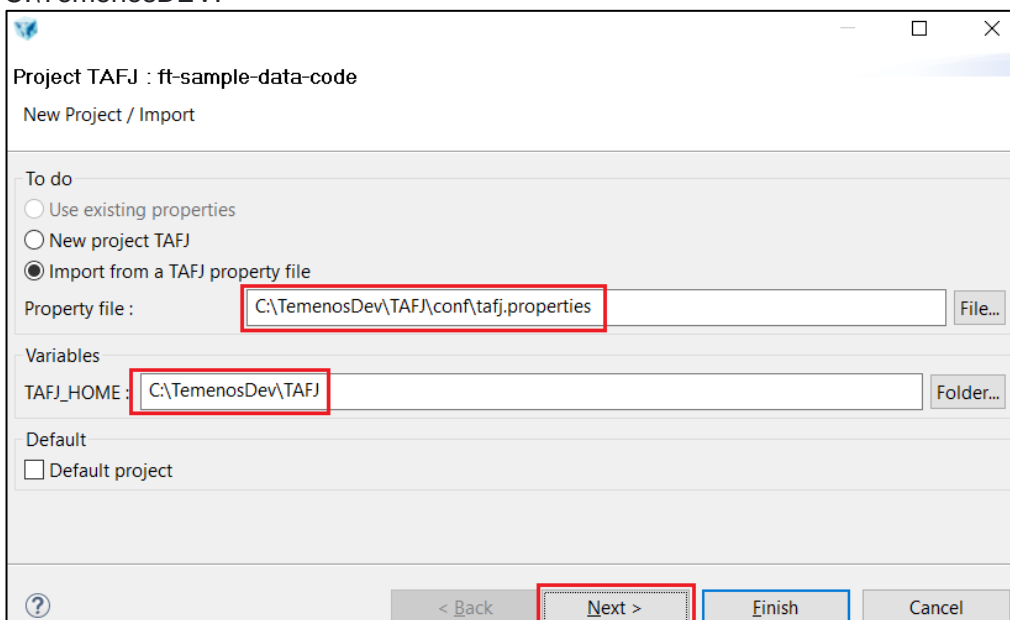 Project TAFJ : ft-sample-data-code
New Project / Import
To do
Use existing properties
New project TAFJ
Import from a TAFJ property file
Property file : C:\TemenosDev\TAFJ\conf\tafj.properties File...
Variables
TAFJ_HOME : C:\TemenosDev\TAFJ Folder...
Default
Default project
? < Back Next > Finish Cancel